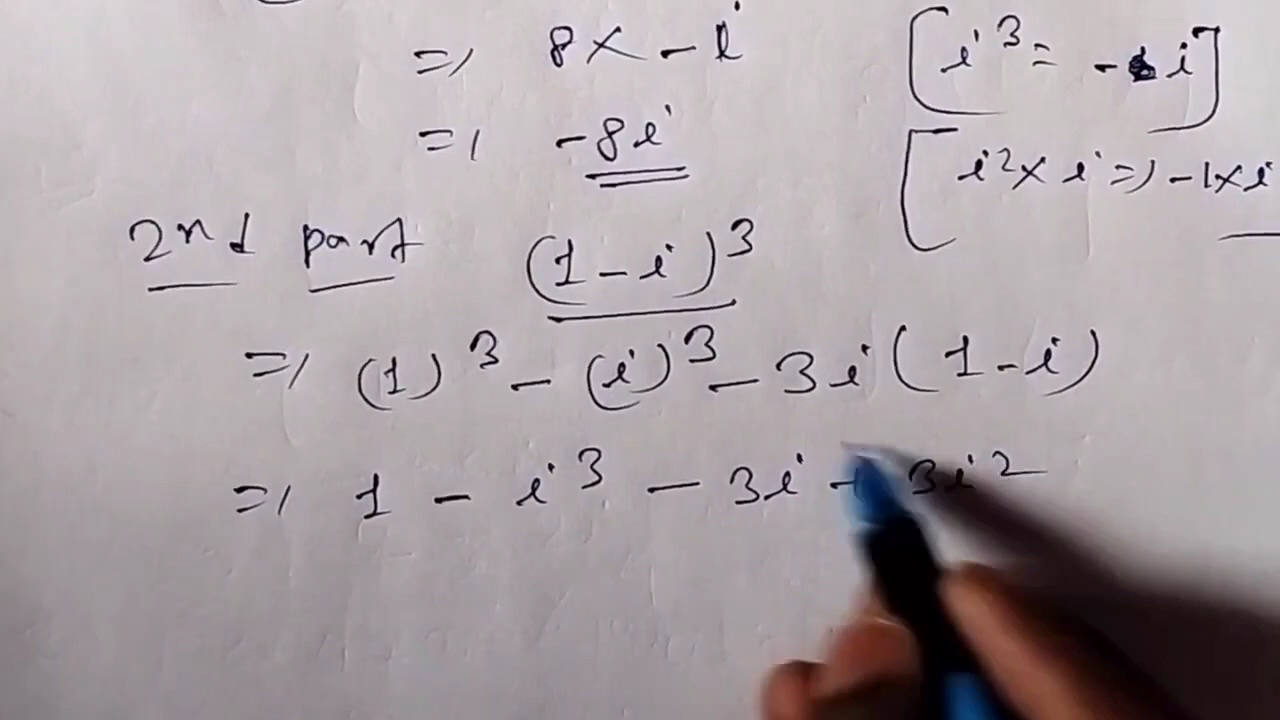 => 8 x -i
[i³ = -i]
=> -8i
[i² x i => -1 x i
2nd part (1-i)³
=> (1)³ - (i)³ - 3i(1-i)
=> 1 - i³ - 3i + 3i²